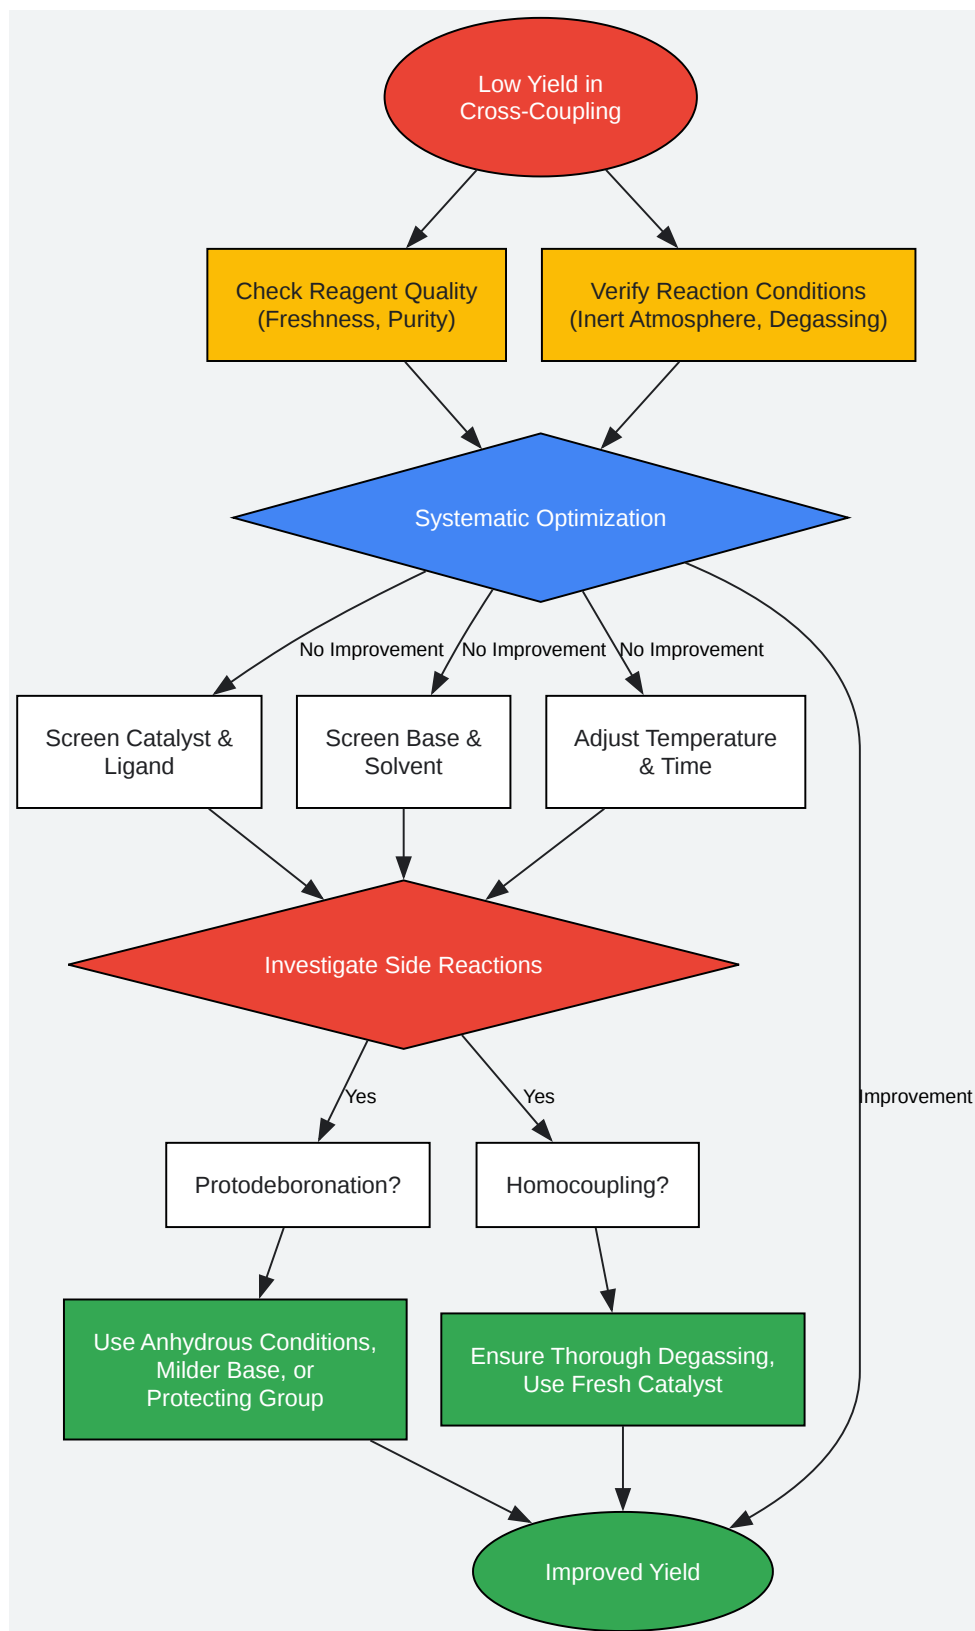 Low Yield in
Cross-Coupling
Check Reagent Quality
(Freshness, Purity)
Verify Reaction Conditions
(Inert Atmosphere, Degassing)
Systematic Optimization
No Improvement
No Improvement
No Improvement
Screen Catalyst &
Ligand
Screen Base &
Solvent
Adjust Temperature
& Time
Investigate Side Reactions
Yes
Yes
Improvement
Protodeboronation?
Homocoupling?
Use Anhydrous Conditions,
Milder Base, or
Protecting Group
Ensure Thorough Degassing,
Use Fresh Catalyst
Improved Yield